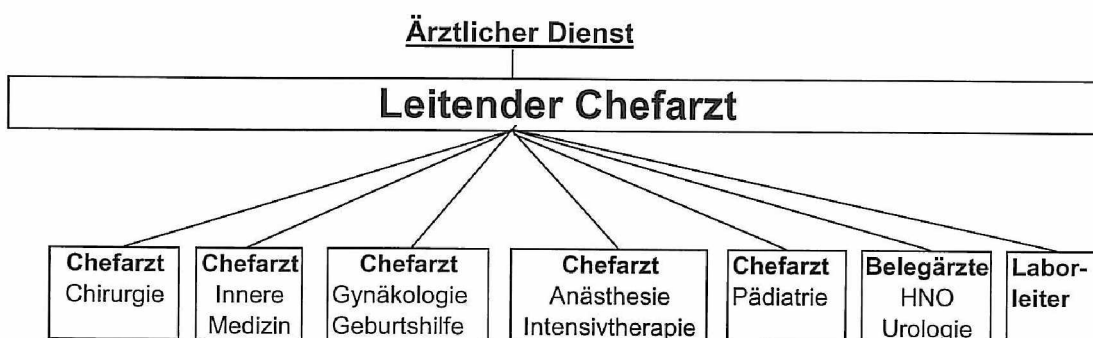 Ärztlicher Dienst
Leitender Chefarzt
Chefarzt
Chirurgie
Chefarzt
Innere
Medizin
Chefarzt
Gynäkologie
Geburtshilfe
Chefarzt
Anästhesie
Intensivtherapie
Chefarzt
Pädiatrie
Belegärzte
HNO
Urologie
Labor-
leiter